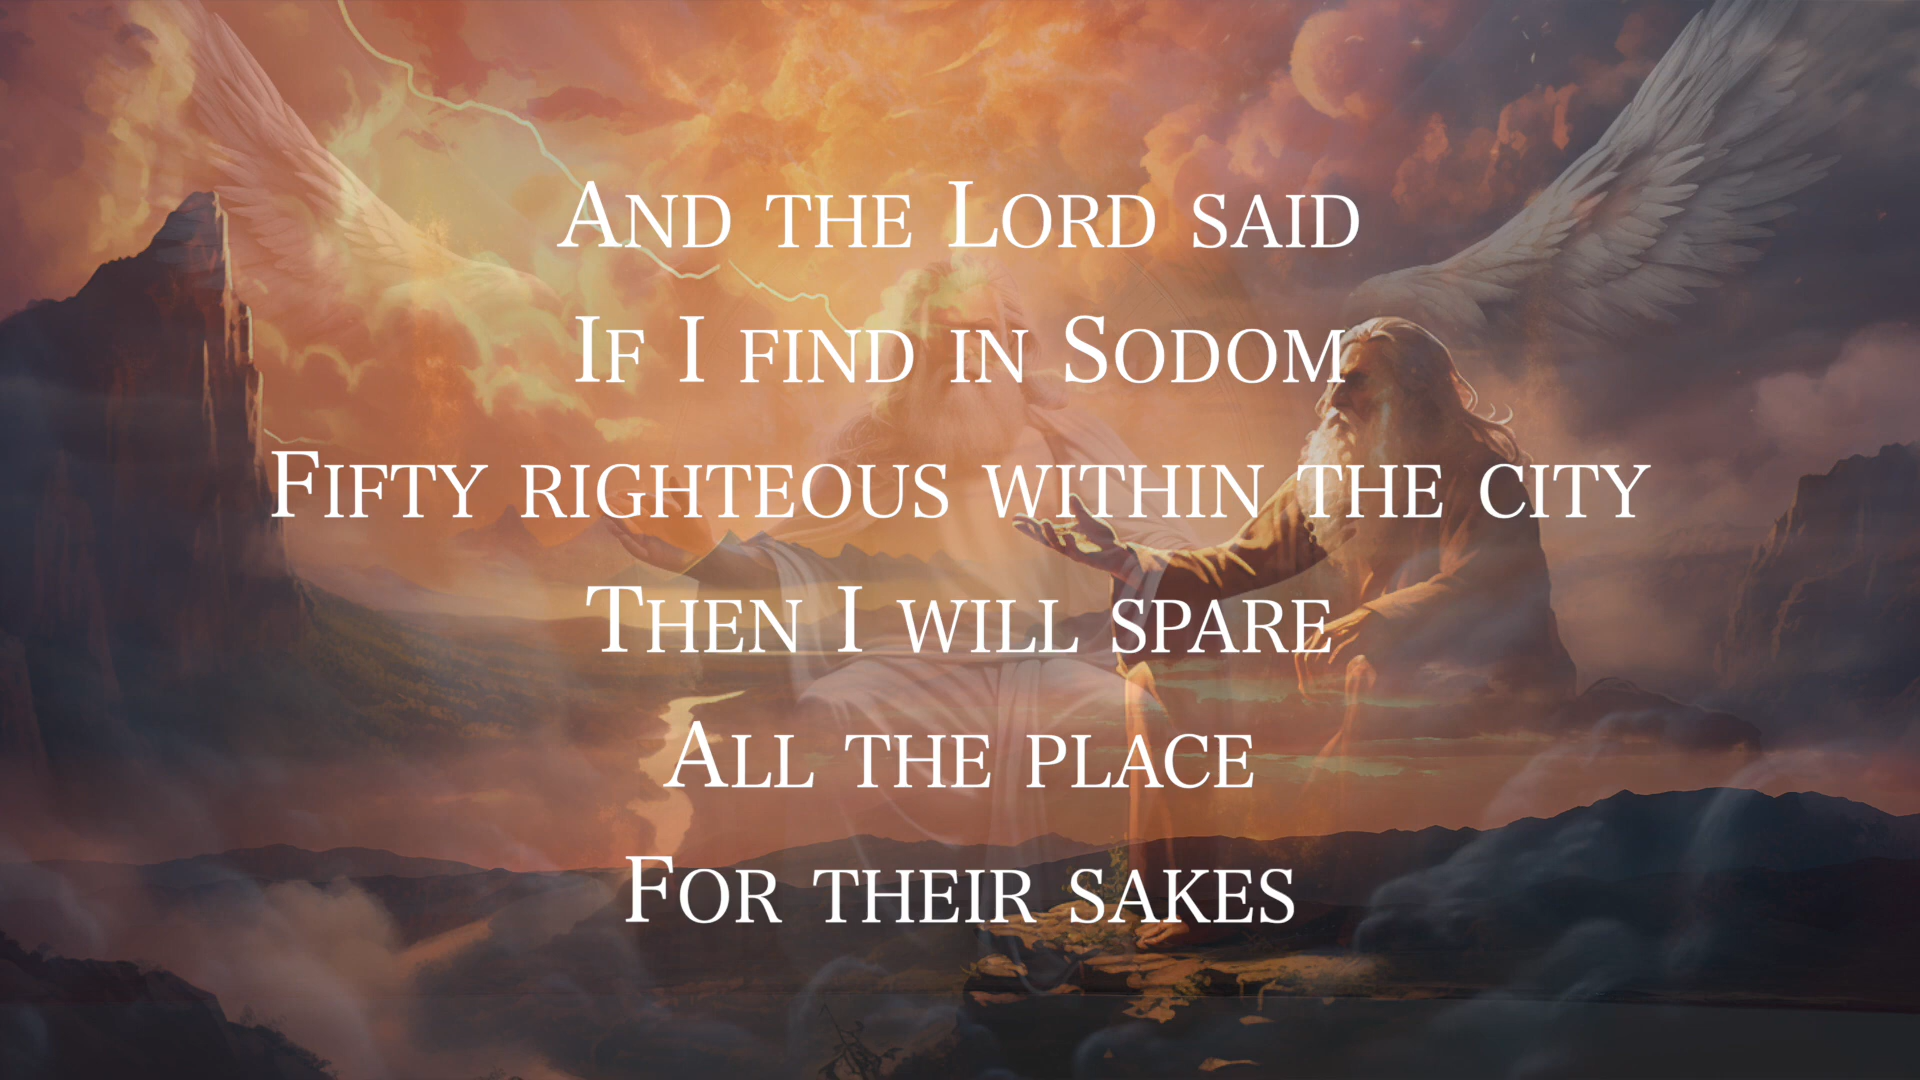 And the Lord said
If I find in Sodom
Fifty righteous within the city
Then I will spare
All the place
For their sakes